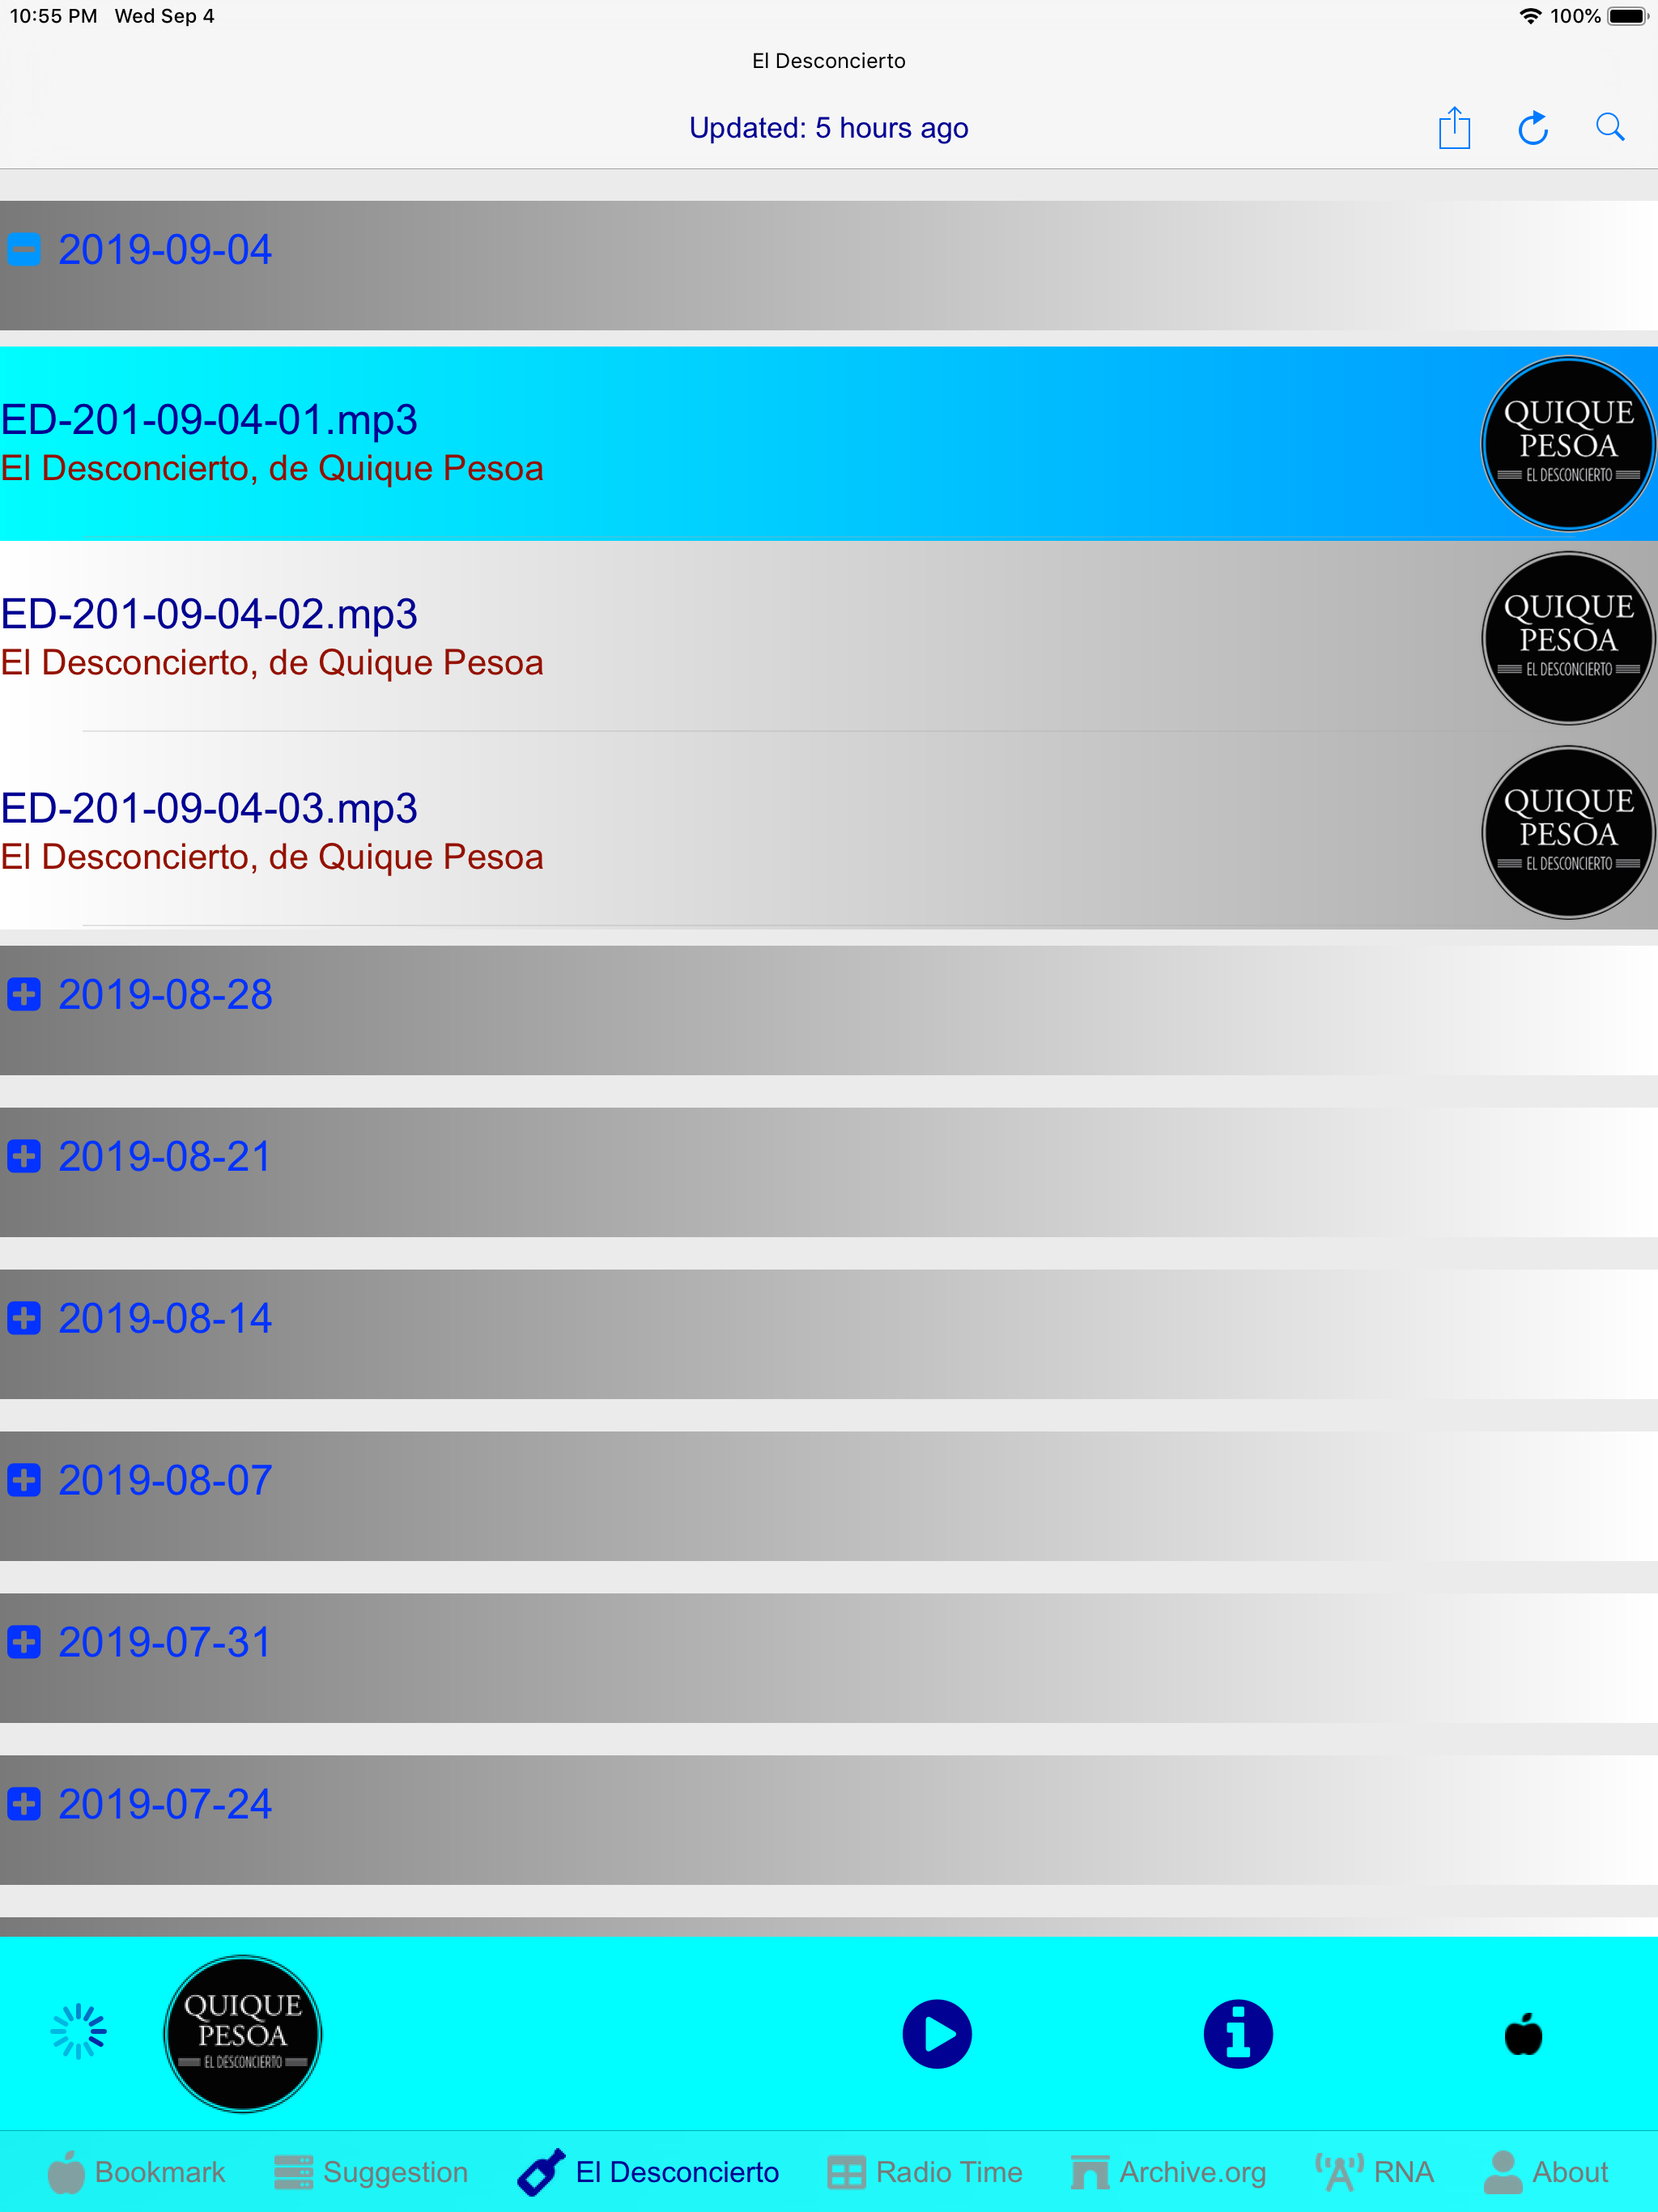 10:55 PM Wed Sep 4
100%
El Desconcierto
Updated: 5 hours ago
2019-09-04
ED-201-09-04-01.mp3
El Desconcierto, de Quique Pesoa
QUIQUE
PESOA
EL DESCONCIERTO
ED-201-09-04-02.mp3
El Desconcierto, de Quique Pesoa
QUIQUE
PESOA
EL DESCONCIERTO
ED-201-09-04-03.mp3
El Desconcierto, de Quique Pesoa
QUIQUE
PESOA
EL DESCONCIERTO
2019-08-28
2019-08-21
2019-08-14
2019-08-07
2019-07-31
2019-07-24
QUIQUE
PESOA
EL DESCONCIERTO
Bookmark Suggestion El Desconcierto Radio Time Archive.org RNA About